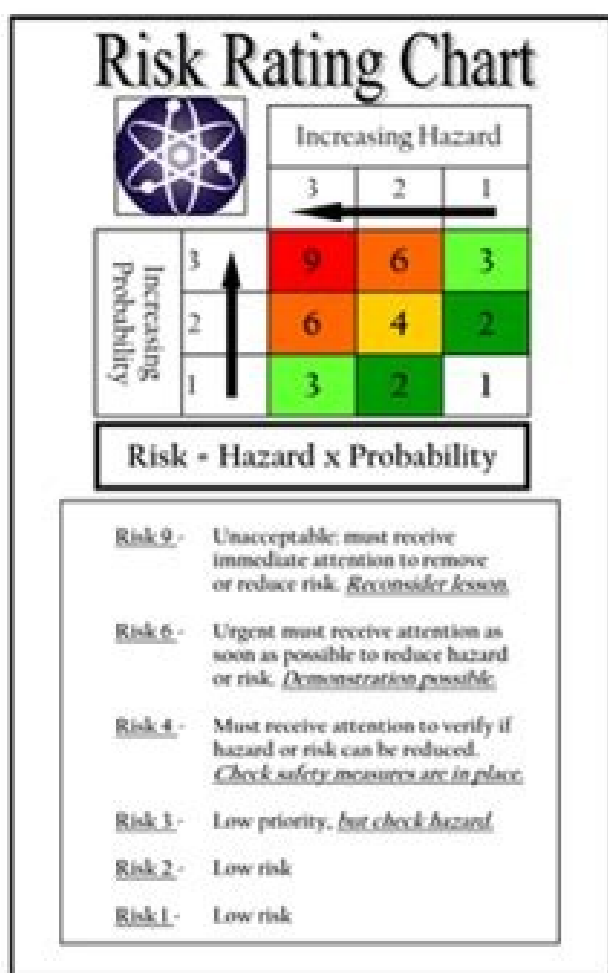 Risk Rating Chart
Increasing Hazard
3 2 1
Increasing
Probability
3 9 6 3
2 6 4 2
1 3 2 1
Risk = Hazard x Probability
Risk 9 - Unacceptable: must receive
immediate attention to remove
or reduce risk. Reconsider lesson.
Risk 6 - Urgent must receive attention as
soon as possible to reduce hazard
or risk. Demonstration possible.
Risk 4 - Must receive attention to verify if
hazard or risk can be reduced.
Check safety measures are in place.
Risk 3 - Low priority, but check hazard.
Risk 2 - Low risk
Risk 1 - Low risk